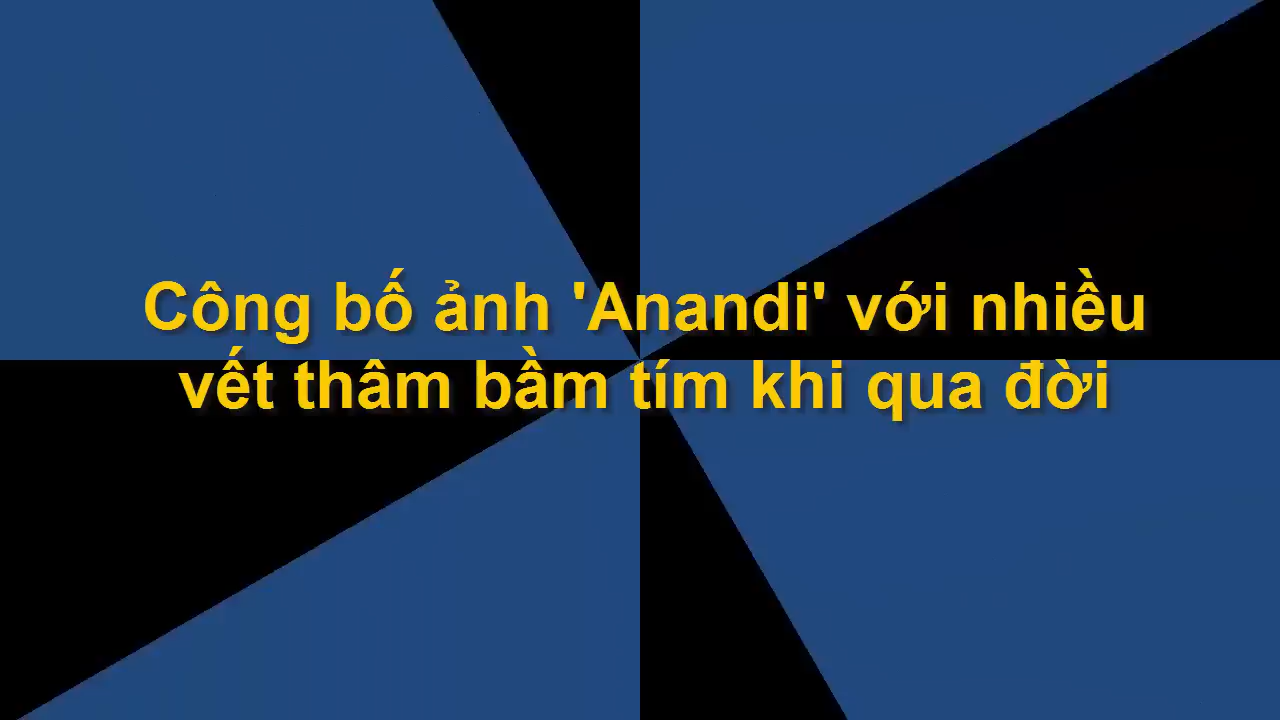 Công bố ảnh 'Anandi' với nhiều
vết thâm bầm tím khi qua đời